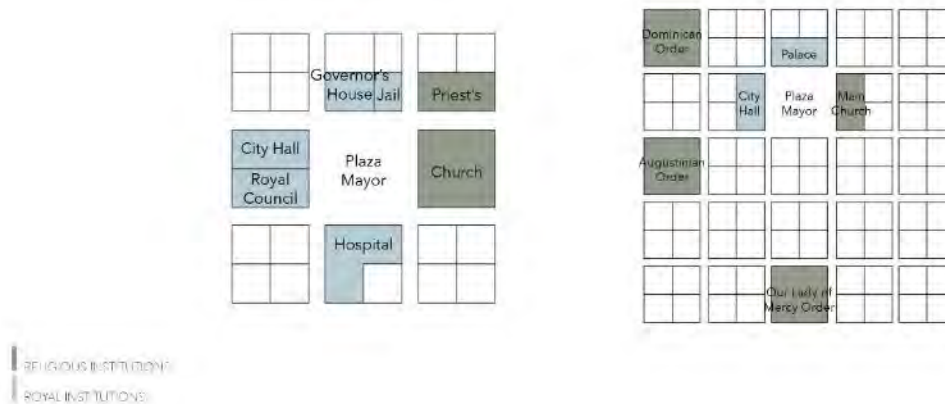 Governor's
House Jail
Priest's
City Hall
Royal
Council
Plaza
Mayor
Church
Hospital
Dominican
Order
Palace
City
Hall
Plaza
Mayor
Main
Church
Augustinian
Order
Our Lady of
Mercy Order
RELIGIOUS INSTITUTIONS
ROYAL INSTITUTIONS